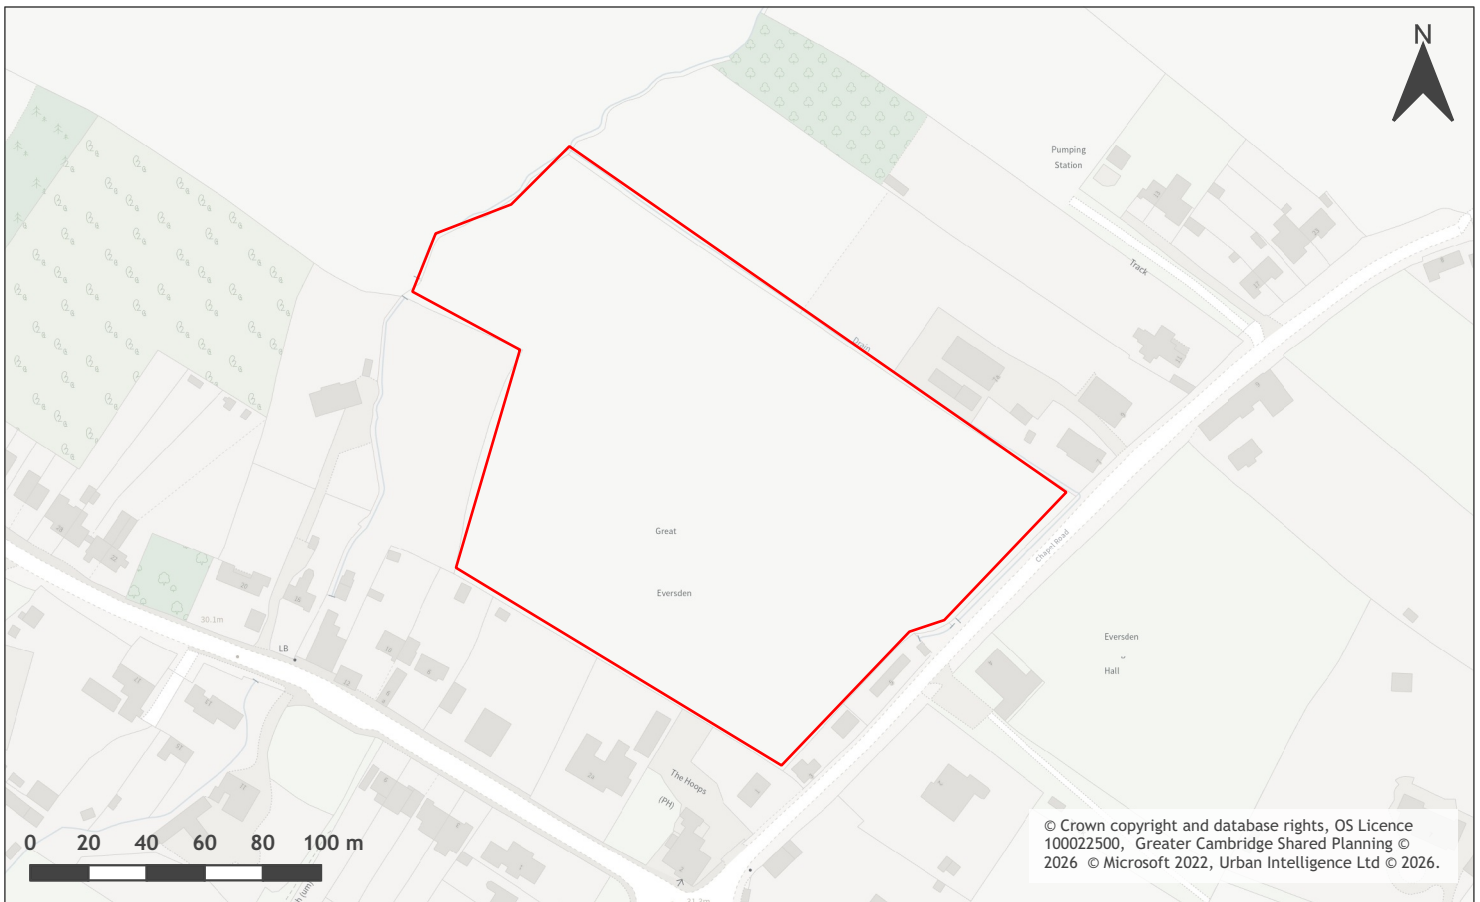 N
Pumping
Station
Track
Drain
Chapel Road
Great
Eversden
Eversden
Hall
30.1m
LB
The Hoops
(PH)
0 20 40 60 80 100 m
© Crown copyright and database rights, OS Licence
100022500, Greater Cambridge Shared Planning ©
2026 © Microsoft 2022, Urban Intelligence Ltd © 2026.